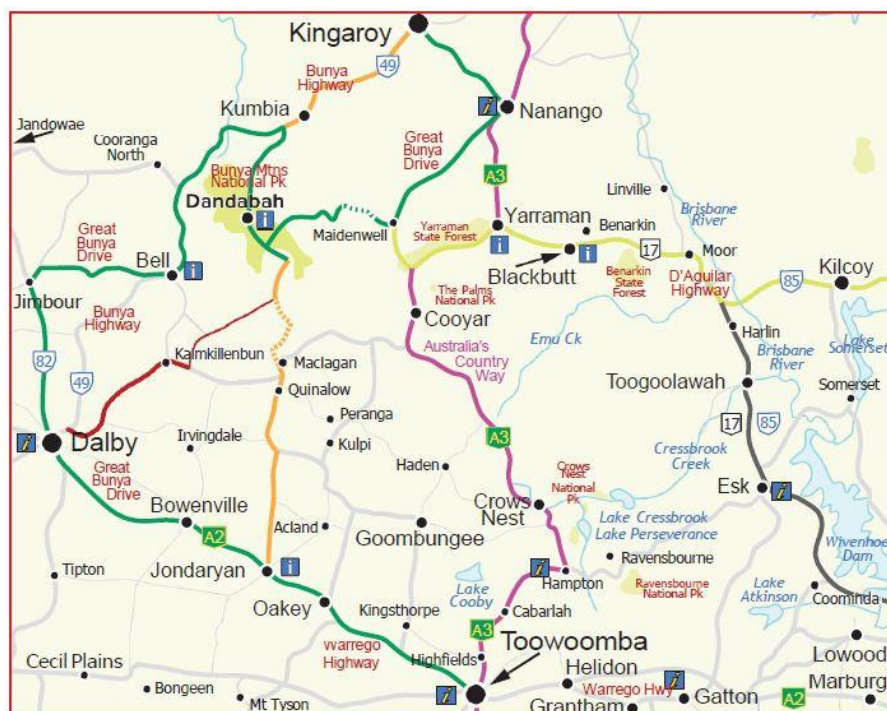 Kingaroy
49
Bunya
Highway
Kumbia
Nanango
Jandowae
Cooranga
North
Great
Bunya
Drive
Bunya Mtns
National Pk
A3
Linville
Dandabah
Brisbane
River
Yarraman
Benarkin
Maidenwell
Yarraman
State Forest
Great
Bunya
Drive
Bell
17
Moor
Blackbutt
Benarkin
State
Forest
D'Aguilar
Highway
85
Kilcoy
Jimbour
The Palms
National Pk
Bunya
Highway
Cooyar
Emu Ck
Harlin
Lake
Somerset
Australia's
Country
Way
Brisbane
River
82
49
Kaimkillenbun
Maclagan
Toogoolawah
Quinalow
Somerset
Peranga
17
85
Dalby
Irvingdale
Kulpi
A3
Cressbrook
Creek
Great
Bunya
Drive
Haden
Crows
Nest
National
Pk
Esk
Bowenville
Crows
Nest
A2
Acland
Goombungee
Lake Cressbrook
Lake Perseverance
Wivenhoe
Dam
Jondaryan
Ravensbourne
Tipton
Hampton
Lake
Cooby
Ravensbourne
National Pk
Lake
Atkinson
Coominda
Oakey
Kingsthorpe
Cabarlah
A3
Warrego
Highway
Toowoomba
Highfields
Lowood
Cecil Plains
Helidon
Marburg
Bongeen
Mt Tyson
Warrego Hwy
Grantham
Gatton
A2